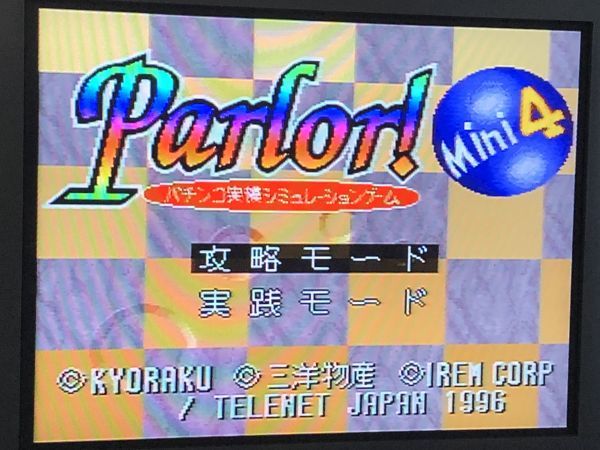 Parlor! Mini 4
パチンコ実機シミュレーションゲーム
攻略モード
実践モード
©KYORAKU ©三洋物産 ©IREM CORP
/ TELENET JAPAN 1996